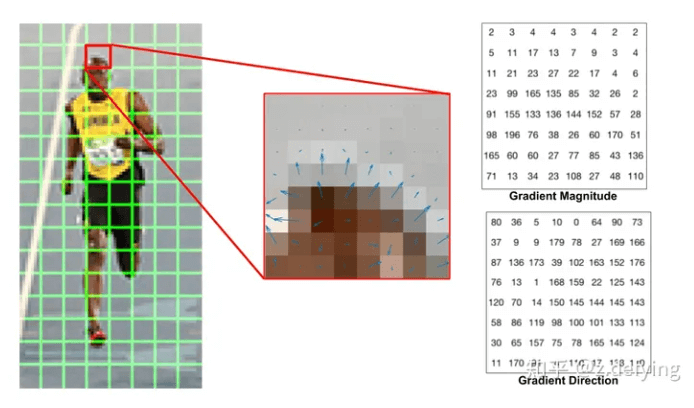 2 3 4 4 3 4 2 2
5 11 17 13 7 9 3 4
11 21 23 27 22 17 4 6
23 99 165 135 85 32 26 2
91 155 133 136 144 152 57 28
98 196 76 38 26 60 170 51
165 60 60 27 77 85 43 136
71 13 34 23 108 27 48 110
Gradient Magnitude
80 36 5 10 0 64 90 73
37 9 9 179 78 27 169 166
87 136 173 39 102 163 152 176
76 13 1 168 159 22 125 143
120 70 14 150 145 144 145 143
58 86 119 98 100 101 133 113
30 65 157 75 78 165 145 124
11 170 91
知乎 @z.defying
Gradient Direction